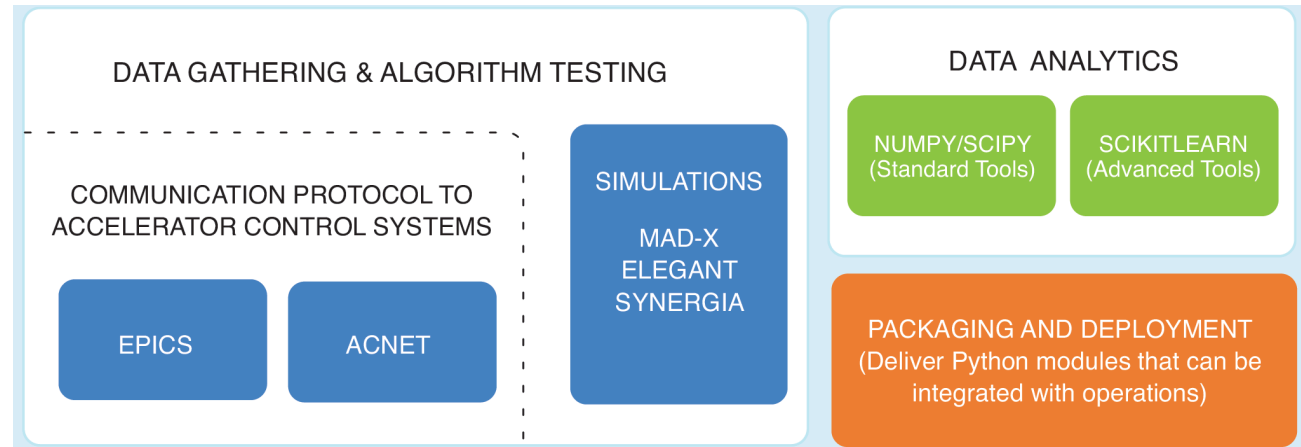 DATA GATHERING & ALGORITHM TESTING
COMMUNICATION PROTOCOL TO
ACCELERATOR CONTROL SYSTEMS
EPICS
ACNET
SIMULATIONS
MAD-X
ELEGANT
SYNERGIA
DATA ANALYTICS
NUMPY/SCIPY
(Standard Tools)
SCIKITLEARN
(Advanced Tools)
PACKAGING AND DEPLOYMENT
(Deliver Python modules that can be
integrated with operations)